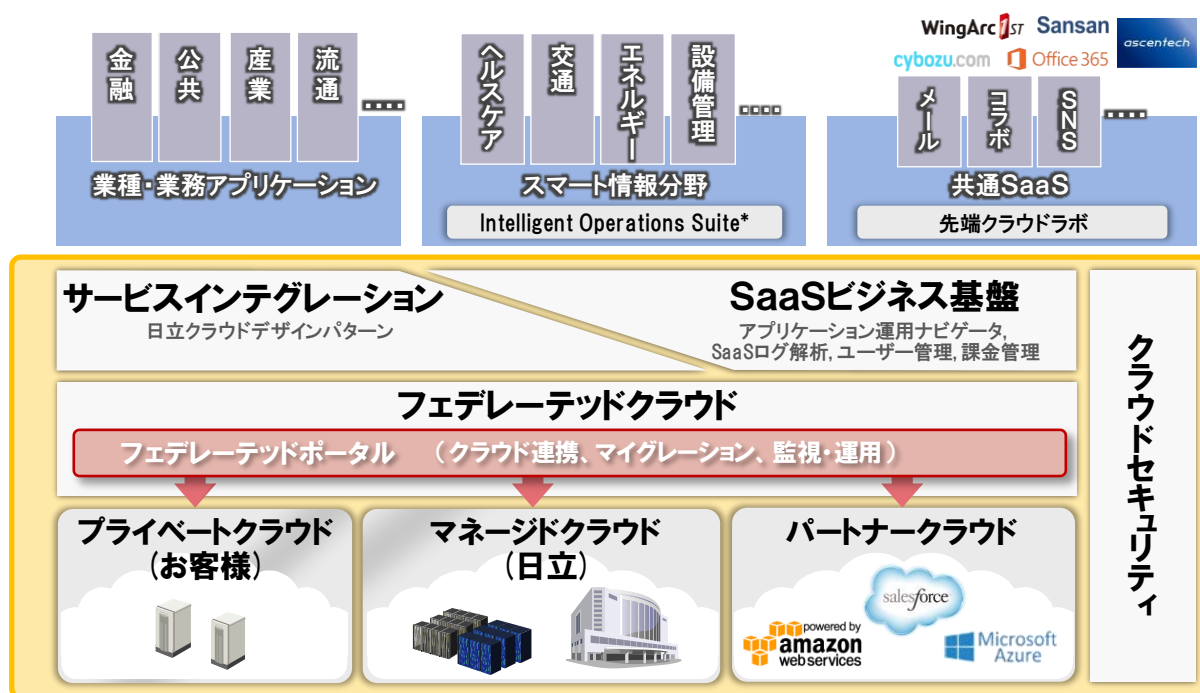 金融
公共
産業
流通
....
業種・業務アプリケーション
ヘルスケア
交通
エネルギー
設備管理
....
スマート情報分野
Intelligent Operations Suite*
WingArc1ST
Sansan
ascentech
cybozu.com
Office 365
メール
コラボ
SNS
....
共通SaaS
先端クラウドラボ
サービスインテグレーション
日立クラウドデザインパターン
SaaSビジネス基盤
アプリケーション運用ナビゲータ,
SaaSログ解析, ユーザー管理, 課金管理
フェデレーテッドクラウド
フェデレーテッドポータル （クラウド連携、マイグレーション、監視・運用）
プライベートクラウド
(お客様)
マネージドクラウド
(日立)
パートナークラウド
salesforce
powered by
amazon
web services
Microsoft
Azure
クラウドセキュリティ